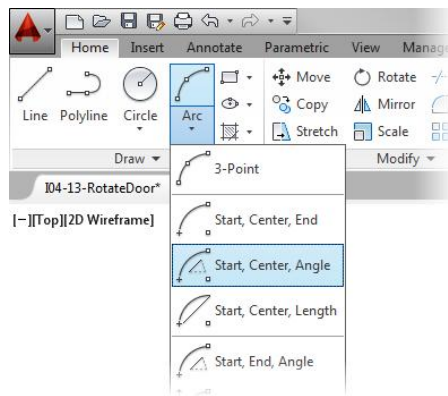 Home Insert Annotate Parametric View Manage
Line Polyline Circle Arc Move Rotate
Copy Mirror
Stretch Scale
Draw Modify
I04-13-RotateDoor*
[−][Top][2D Wireframe]
3-Point
Start, Center, End
Start, Center, Angle
Start, Center, Length
Start, End, Angle